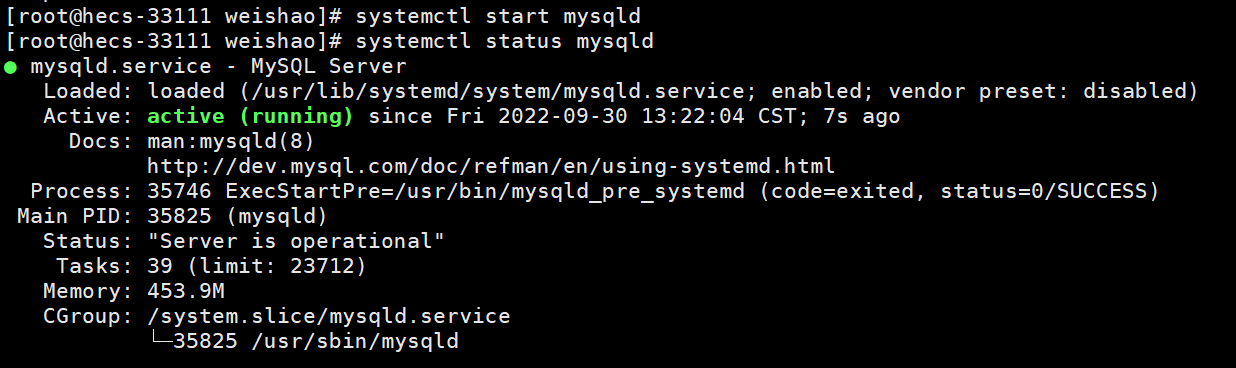 [root@hecs-33111 weishao]# systemctl start mysqld
[root@hecs-33111 weishao]# systemctl status mysqld
● mysqld.service - MySQL Server
   Loaded: loaded (/usr/lib/systemd/system/mysqld.service; enabled; vendor preset: disabled)
   Active: active (running) since Fri 2022-09-30 13:22:04 CST; 7s ago
     Docs: man:mysqld(8)
           http://dev.mysql.com/doc/refman/en/using-systemd.html
  Process: 35746 ExecStartPre=/usr/bin/mysqld_pre_systemd (code=exited, status=0/SUCCESS)
 Main PID: 35825 (mysqld)
   Status: "Server is operational"
    Tasks: 39 (limit: 23712)
   Memory: 453.9M
   CGroup: /system.slice/mysqld.service
           └─35825 /usr/sbin/mysqld